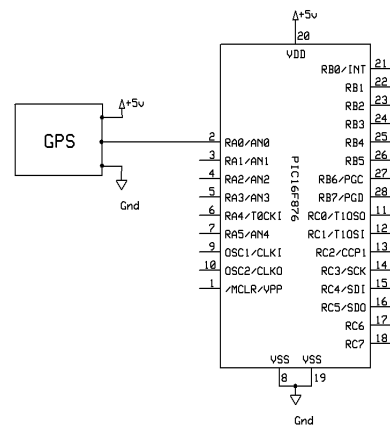 +5v
20
VDD
GPS
+5v
Gnd
2 RA0/AN0
3 RA1/AN1
4 RA2/AN2
5 RA3/AN3
6 RA4/T0CKI
7 RA5/AN4
9 OSC1/CLKI
10 OSC2/CLKO
1 /MCLR/VPP
PIC16F876
RB0/INT 21
RB1 22
RB2 23
RB3 24
RB4 25
RB5 26
RB6/PGC 27
RB7/PGD 28
RC0/T1OSO 11
RC1/T1OSI 12
RC2/CCP1 13
RC3/SCK 14
RC4/SDI 15
RC5/SDO 16
RC6 17
RC7 18
VSS VSS
8 19
Gnd